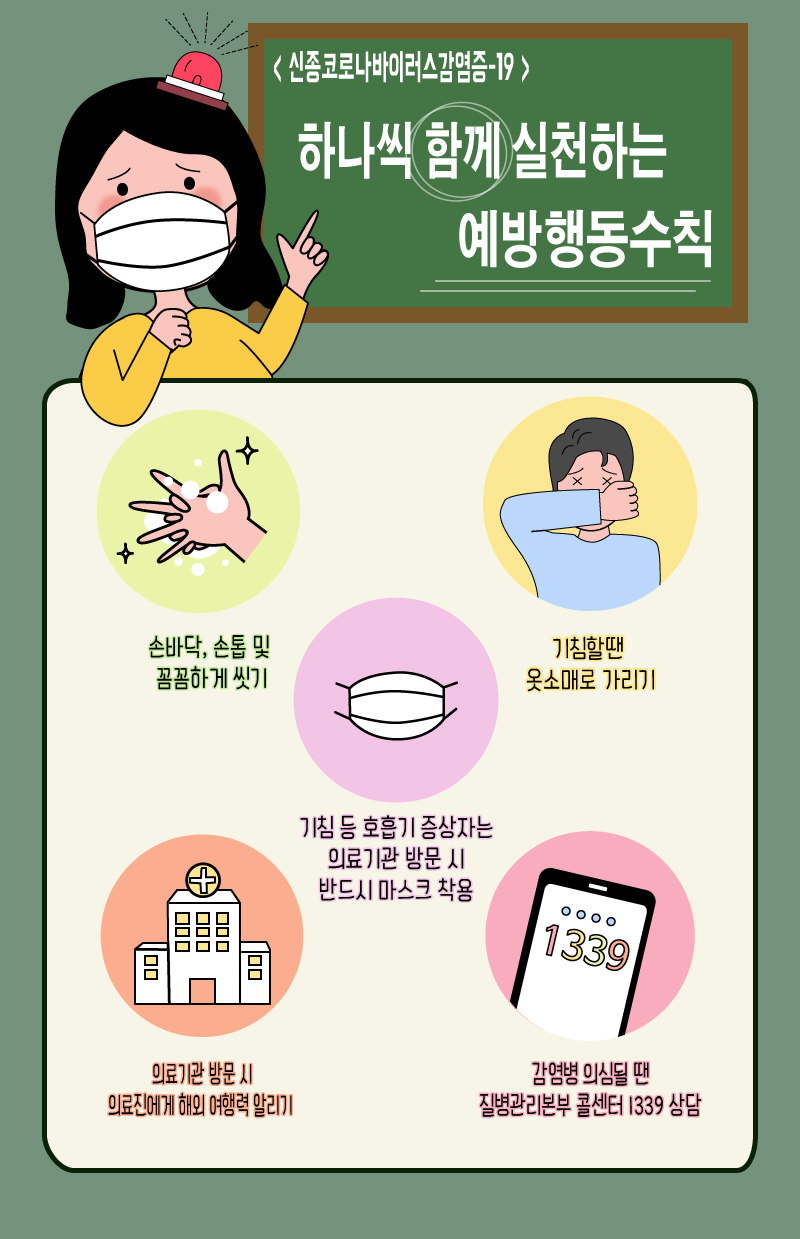 < 신종코로나바이러스감염증-19 >
하나씩 함께 실천하는
예방행동수칙
손바닥, 손톱 및
꼼꼼하게 씻기
기침할땐
옷소매로 가리기
기침 등 호흡기 증상자는
의료기관 방문 시
반드시 마스크 착용
1339
의료기관 방문 시
의료진에게 해외 여행력 알리기
감염병 의심될 땐
질병관리본부 콜센터 1339 상담